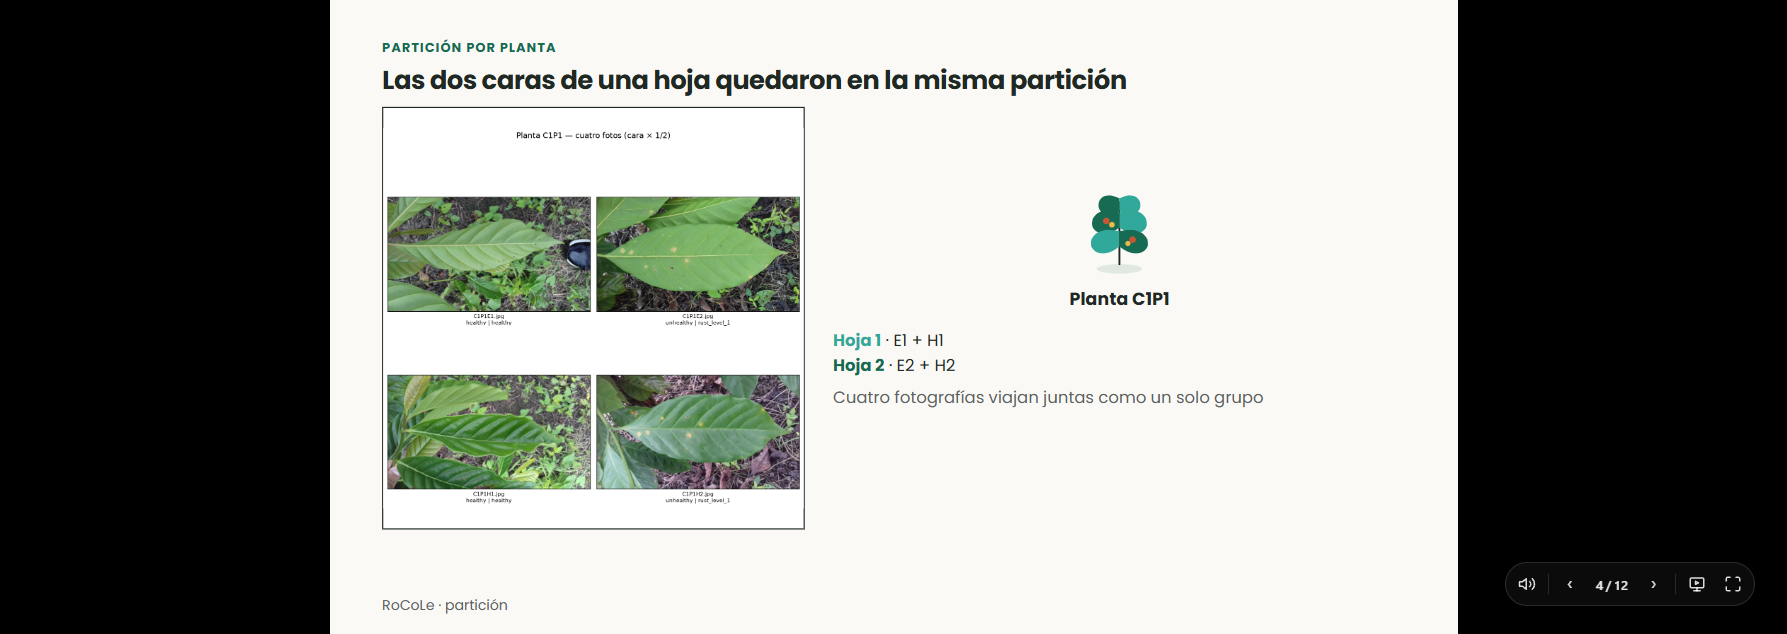 PARTICIÓN POR PLANTA
Las dos caras de una hoja quedaron en la misma partición
Planta C1P1 — cuatro fotos (cara × 1/2)
C1P1E1.jpg
healthy | healthy
C1P1E2.jpg
unhealthy | rust_level_1
C1P1H1.jpg
healthy | healthy
C1P1H2.jpg
unhealthy | rust_level_1
Planta C1P1
Hoja 1 · E1 + H1
Hoja 2 · E2 + H2
Cuatro fotografías viajan juntas como un solo grupo
RoCoLe · partición
4 / 12